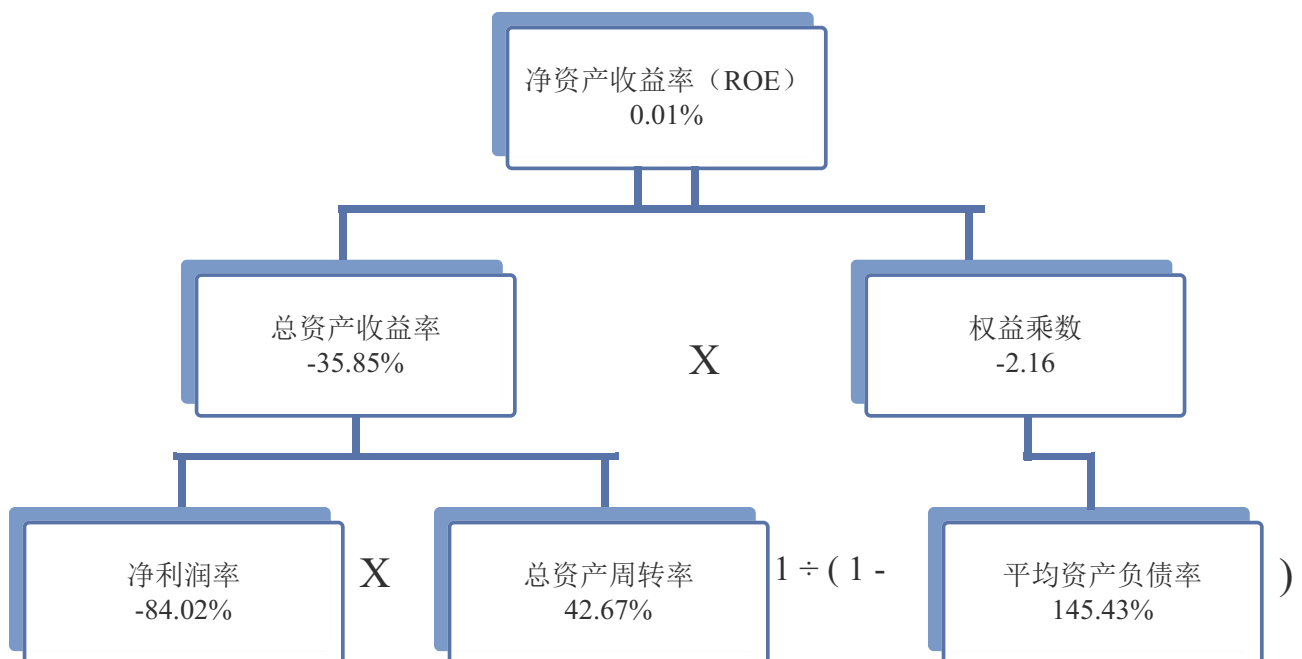 净资产收益率（ROE）
0.01%
总资产收益率
-35.85%
X
权益乘数
-2.16
净利润率
-84.02%
X
总资产周转率
42.67%
1 ÷ ( 1 -
平均资产负债率
145.43%
)